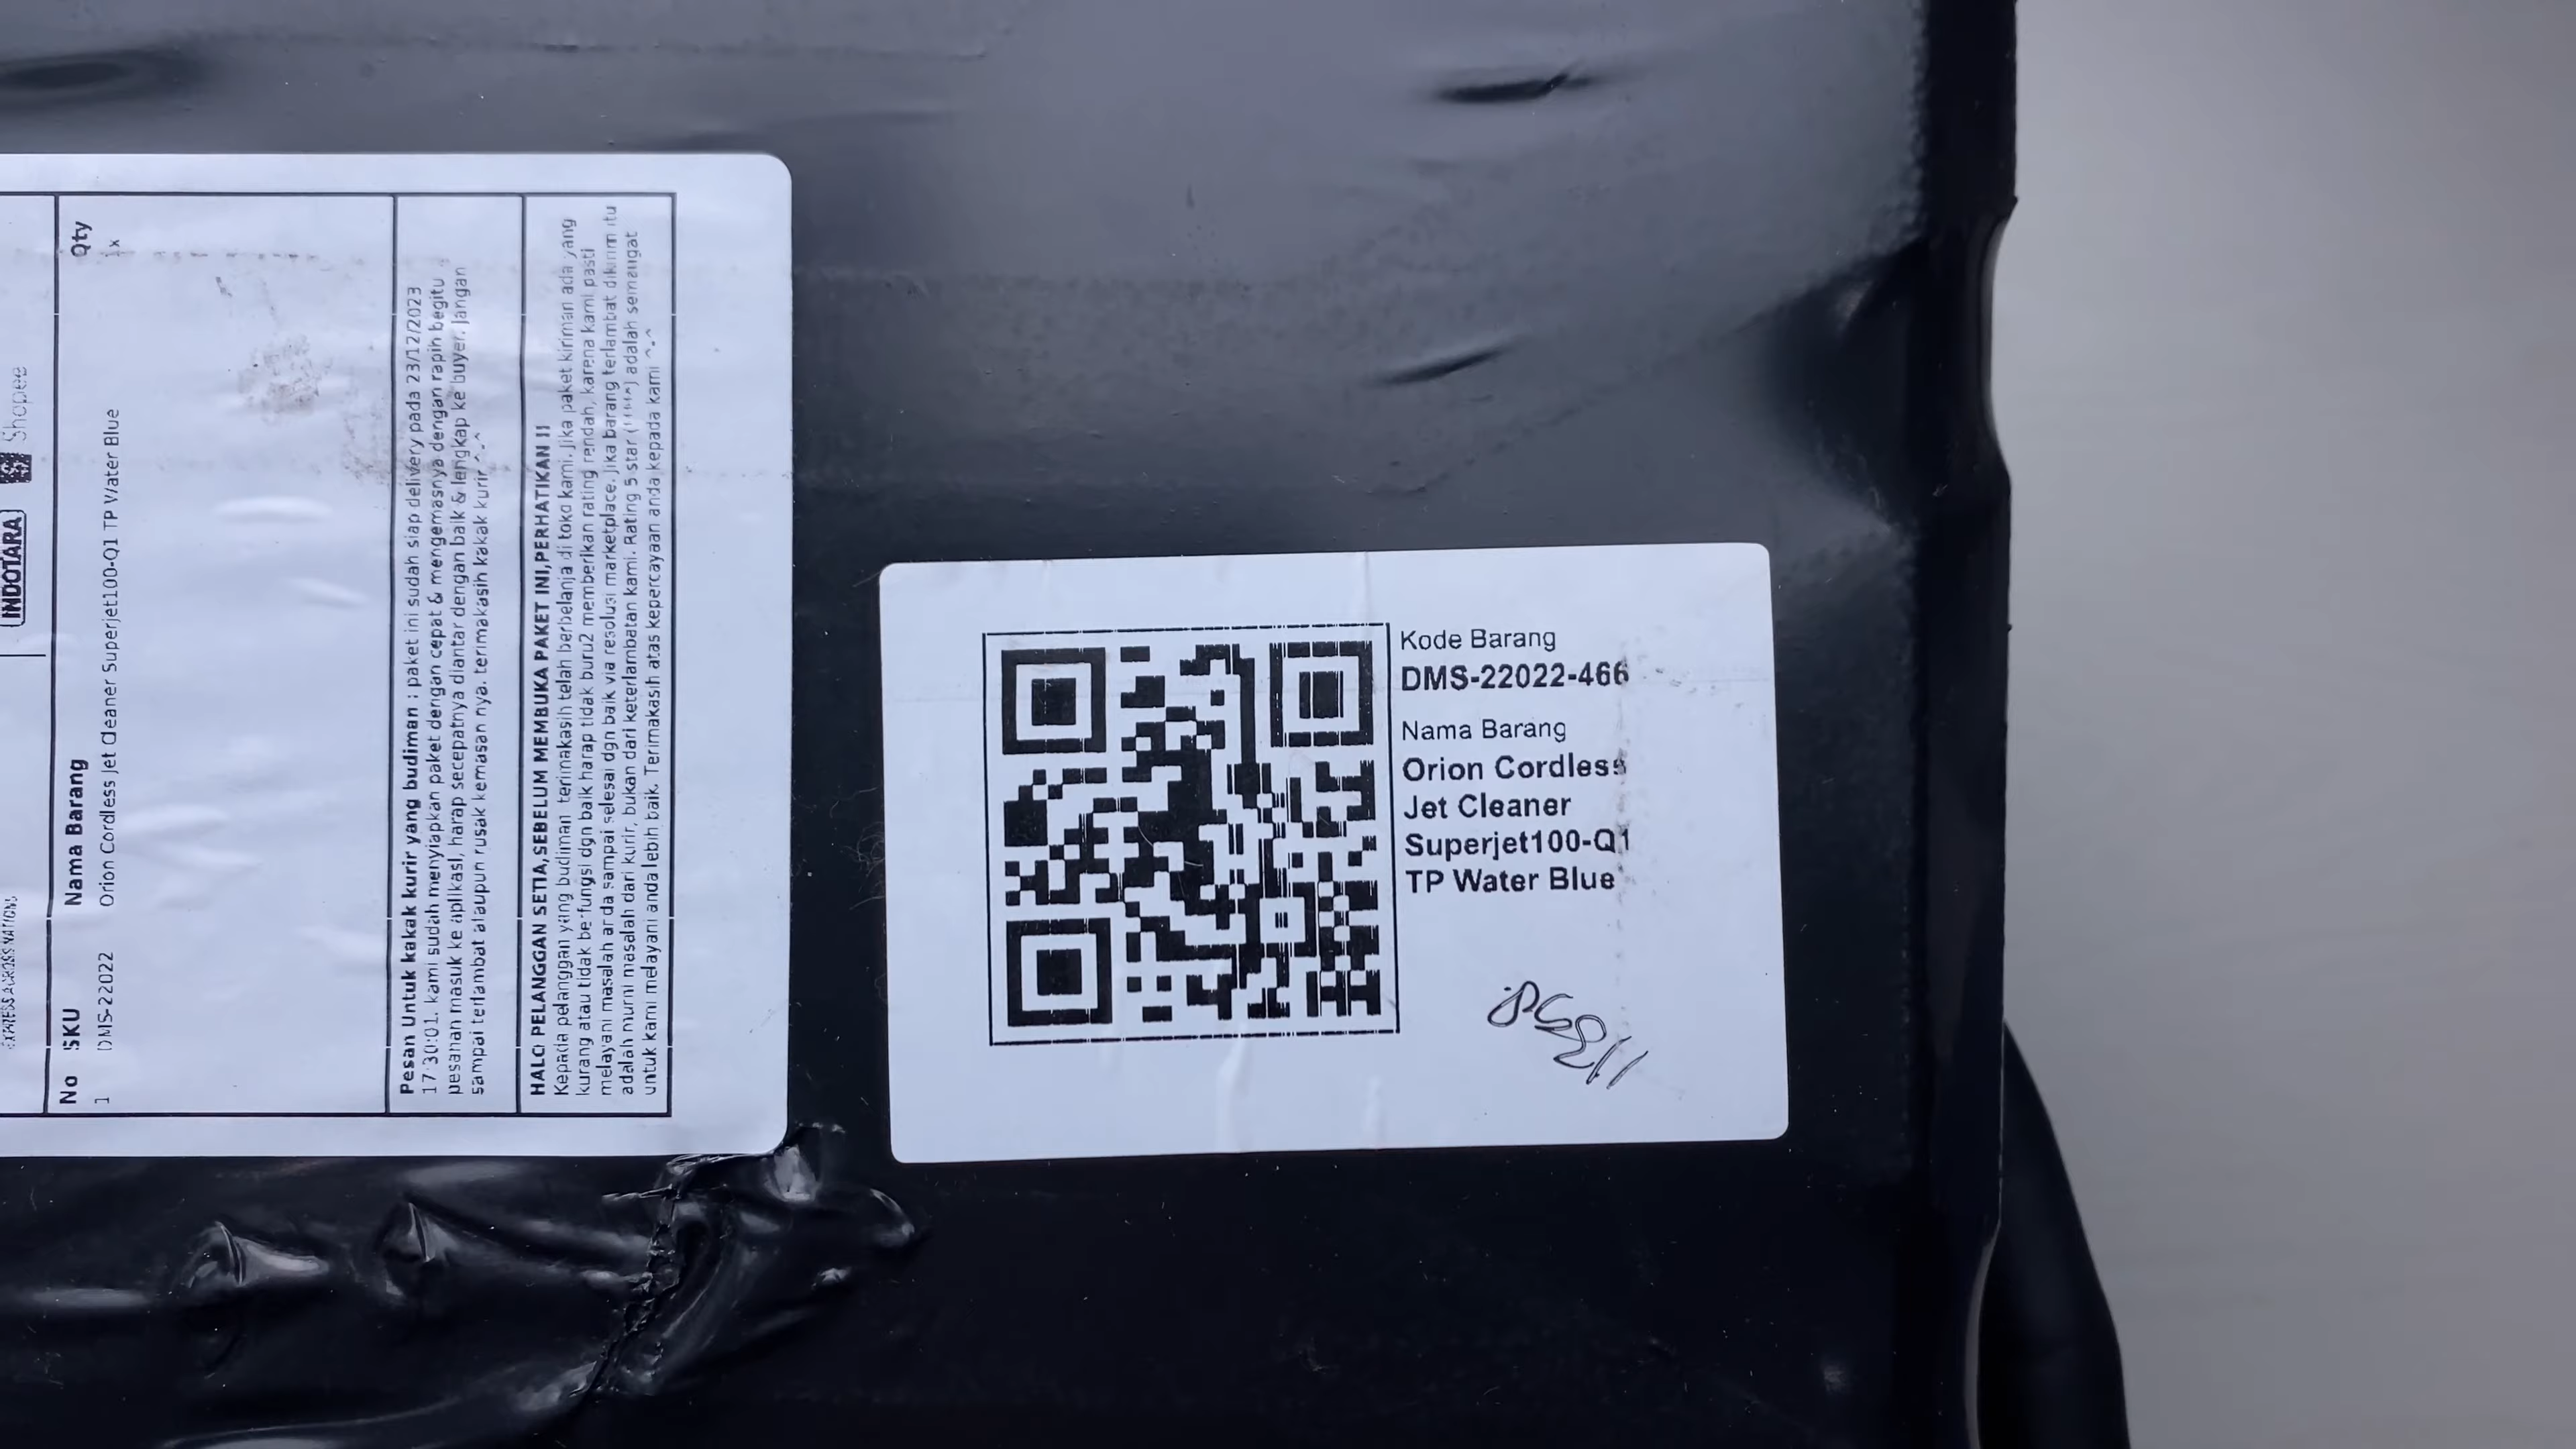 Shopee
INDOTARA
No SKU Nama Barang Qty
1 DMS-22022 Orion Cordless Jet Cleaner Superjet100-Q1 TP Water Blue 1x
Pesan Untuk kakak kurir yang budiman : paket ini sudah siap delivery pada 23/12/2023
17:30:01. kami sudah menyiapkan paket dengan cepat & mengemasnya dengan rapih begitu
pesanan masuk ke aplikasi, harap secepatnya diantar dengan baik & lengkap ke buyer. Jangan
sampai terlambat ataupun rusak kemasan nya. terimakasih kakak kurir ^-^
HALO PELANGGAN SETIA,SEBELUM MEMBUKA PAKET INI,PERHATIKAN !!
Kepada pelanggan yang budiman terimakasih telah berbelanja di toko kami. Jika paket kiriman ada yang
kurang atau tidak befungsi dgn baik harap tidak buru2 memberikan rating rendah, karena kami pasti
melayani masalah anda sampai selesai dgn baik via resolusi marketplace. Jika barang terlambat dikirim itu
adalah murni masalah dari kurir, bukan dari keterlambatan kami. Rating 5 star adalah semangat
untuk kami melayani anda lebih baik. Terimakasih atas kepercayaan anda kepada kami ^-^
Kode Barang
DMS-22022-466
Nama Barang
Orion Cordless
Jet Cleaner
Superjet100-Q1
TP Water Blue